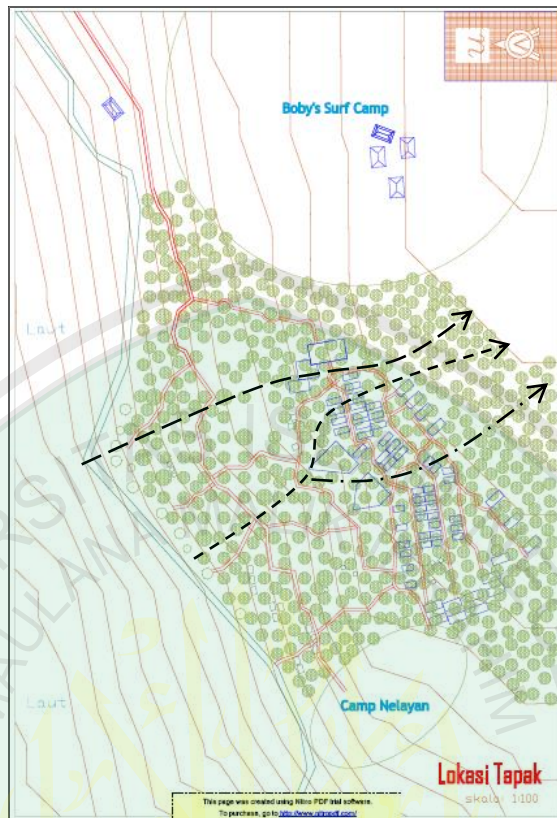 Boby's Surf Camp
Laut
Laut
Camp Nelayan
Lokasi Tapak
skala: 1:100
This page was created using Nitro PDF trial software.
To purchase, go to http://www.nitropdf.com/